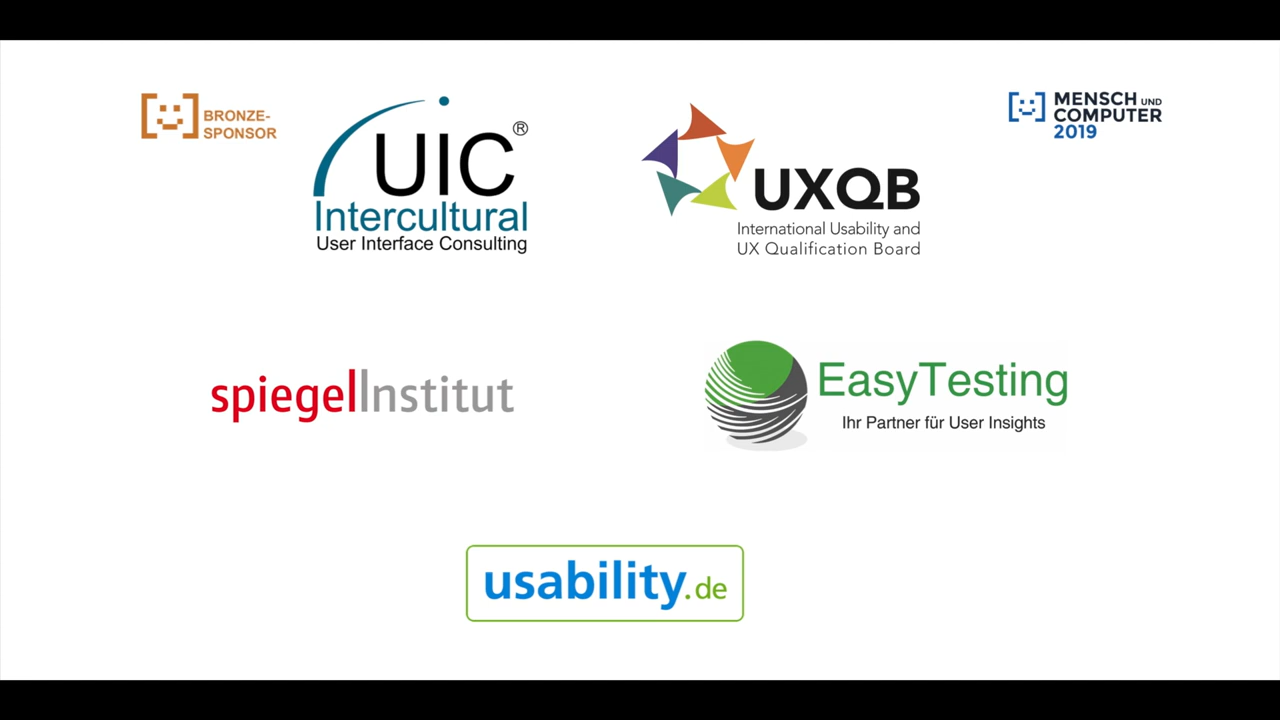 BRONZE-
SPONSOR
UIC®
Intercultural
User Interface Consulting
UXQB
International Usability and
UX Qualification Board
MENSCH UND
COMPUTER
2019
spiegelInstitut
EasyTesting
Ihr Partner für User Insights
usability.de